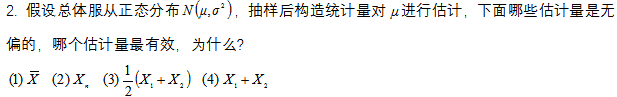 2. 假设总体服从正态分布 N(μ,σ²)，抽样后构造统计量对 μ 进行估计，下面哪些估计量是无
偏的，哪个估计量最有效，为什么?
(1) X̄ (2) Xₙ (3) 1/2(X₁+X₂) (4) X₁+X₂